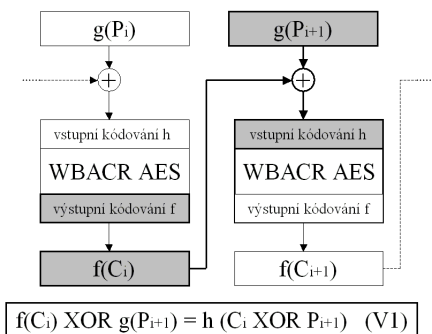 g(Pi)
g(Pi+1)
vstupní kódování h
vstupní kódování h
WBACR AES
WBACR AES
výstupní kódování f
výstupní kódování f
f(Ci)
f(Ci+1)
f(Ci) XOR g(Pi+1) = h (Ci XOR Pi+1) (V1)